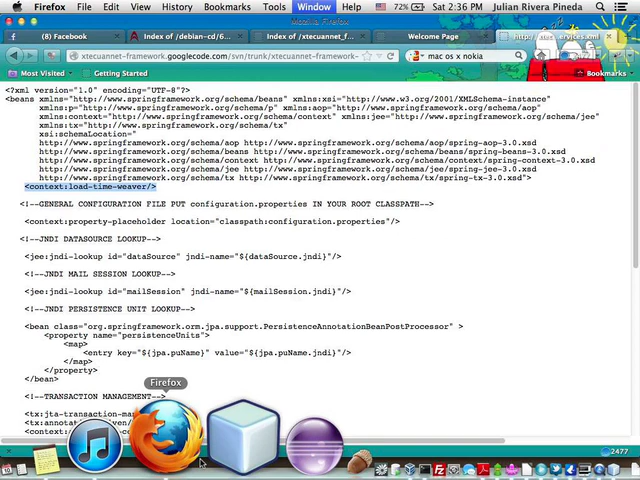 Firefox File Edit View History Bookmarks Tools Window Help 72% Sat 2:36 PM Julian Rivera Pineda
Mozilla Firefox
(8) Facebook Index of /debian-cd/6... Index of /xtecuannet_f... Welcome Page http://xtec...ervices.xml
xtecuannet-framework.googlecode.com/svn/trunk/xtecuannet-framework- mac os x nokia
Most Visited Getting Started Bookmarks
<?xml version="1.0" encoding="UTF-8"?>
<beans xmlns="http://www.springframework.org/schema/beans" xmlns:xsi="http://www.w3.org/2001/XMLSchema-instance"
xmlns:p="http://www.springframework.org/schema/p" xmlns:aop="http://www.springframework.org/schema/aop"
xmlns:context="http://www.springframework.org/schema/context" xmlns:jee="http://www.springframework.org/schema/jee"
xmlns:tx="http://www.springframework.org/schema/tx"
xsi:schemaLocation="
http://www.springframework.org/schema/aop http://www.springframework.org/schema/aop/spring-aop-3.0.xsd
http://www.springframework.org/schema/beans http://www.springframework.org/schema/beans/spring-beans-3.0.xsd
http://www.springframework.org/schema/context http://www.springframework.org/schema/context/spring-context-3.0.xsd
http://www.springframework.org/schema/jee http://www.springframework.org/schema/jee/spring-jee-3.0.xsd
http://www.springframework.org/schema/tx http://www.springframework.org/schema/tx/spring-tx-3.0.xsd">
<context:load-time-weaver/>
<!--GENERAL CONFIGURATION FILE PUT configuration.properties IN YOUR ROOT CLASSPATH-->
<context:property-placeholder location="classpath:configuration.properties"/>
<!--JNDI DATASOURCE LOOKUP-->
<jee:jndi-lookup id="dataSource" jndi-name="${dataSource.jndi}"/>
<!--JNDI MAIL SESSION LOOKUP-->
<jee:jndi-lookup id="mailSession" jndi-name="${mailSession.jndi}"/>
<!--JNDI PERSISTENCE UNIT LOOKUP-->
<bean class="org.springframework.orm.jpa.support.PersistenceAnnotationBeanPostProcessor" >
<property name="persistenceUnits">
<map>
<entry key="${jpa.puName}" value="${jpa.puName.jndi}"/>
</map>
</property>
</bean>
<!--TRANSACTION MANAGEMENT-->
<tx:jta-transaction-ma
<tx:annotation
Firefox
2477